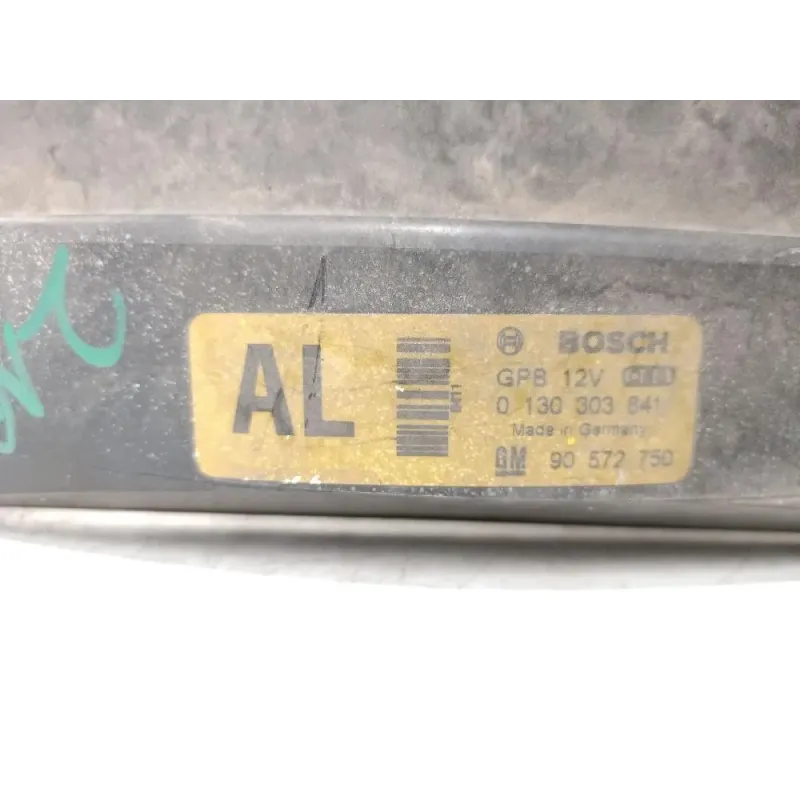 AL
BOSCH
GPB 12V
0 130 303 841
Made in Germany
GM 90 572 750